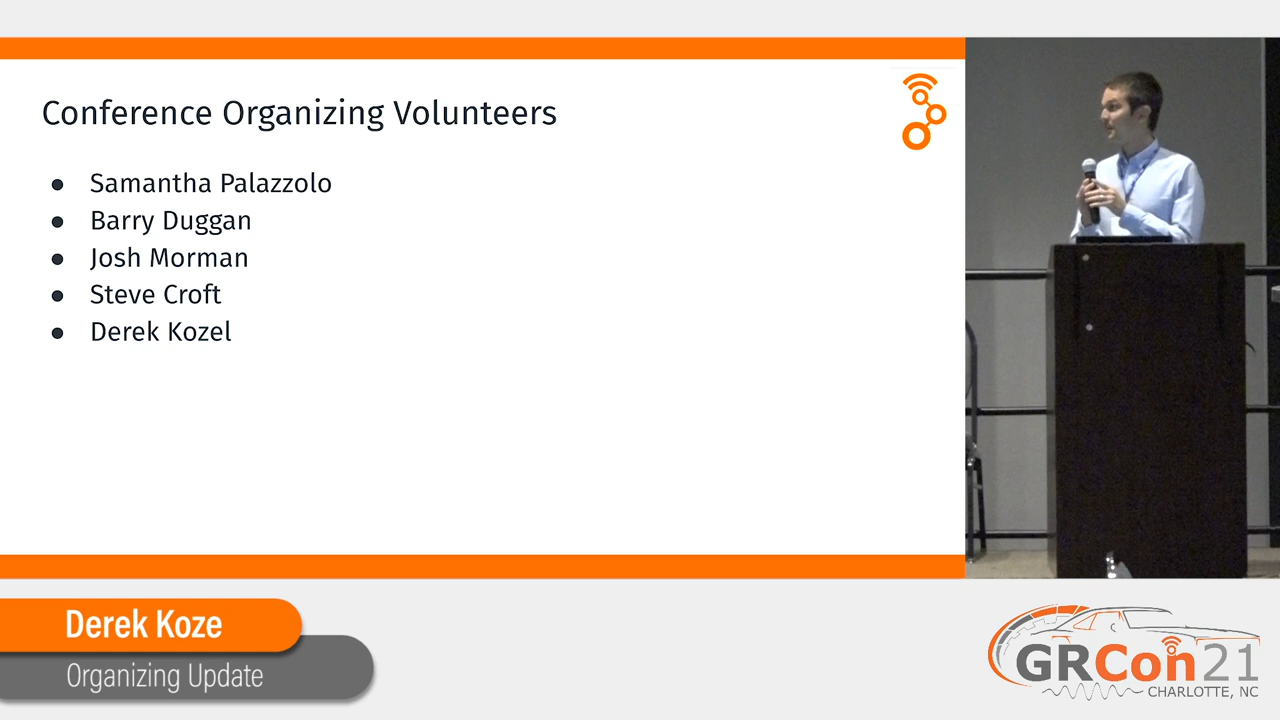 Conference Organizing Volunteers
● Samantha Palazzolo
● Barry Duggan
● Josh Morman
● Steve Croft
● Derek Kozel
Derek Koze
Organizing Update
GRCon21
CHARLOTTE, NC